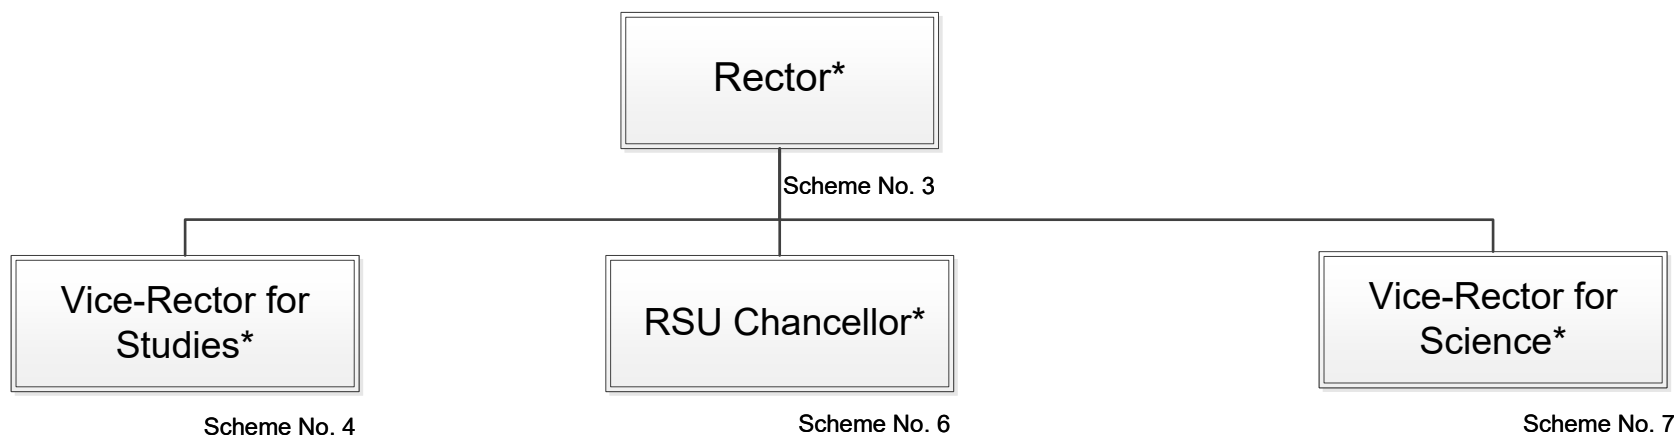 Rector*
Scheme No. 3
Vice-Rector for
Studies*
RSU Chancellor*
Vice-Rector for
Science*
Scheme No. 4
Scheme No. 6
Scheme No. 7